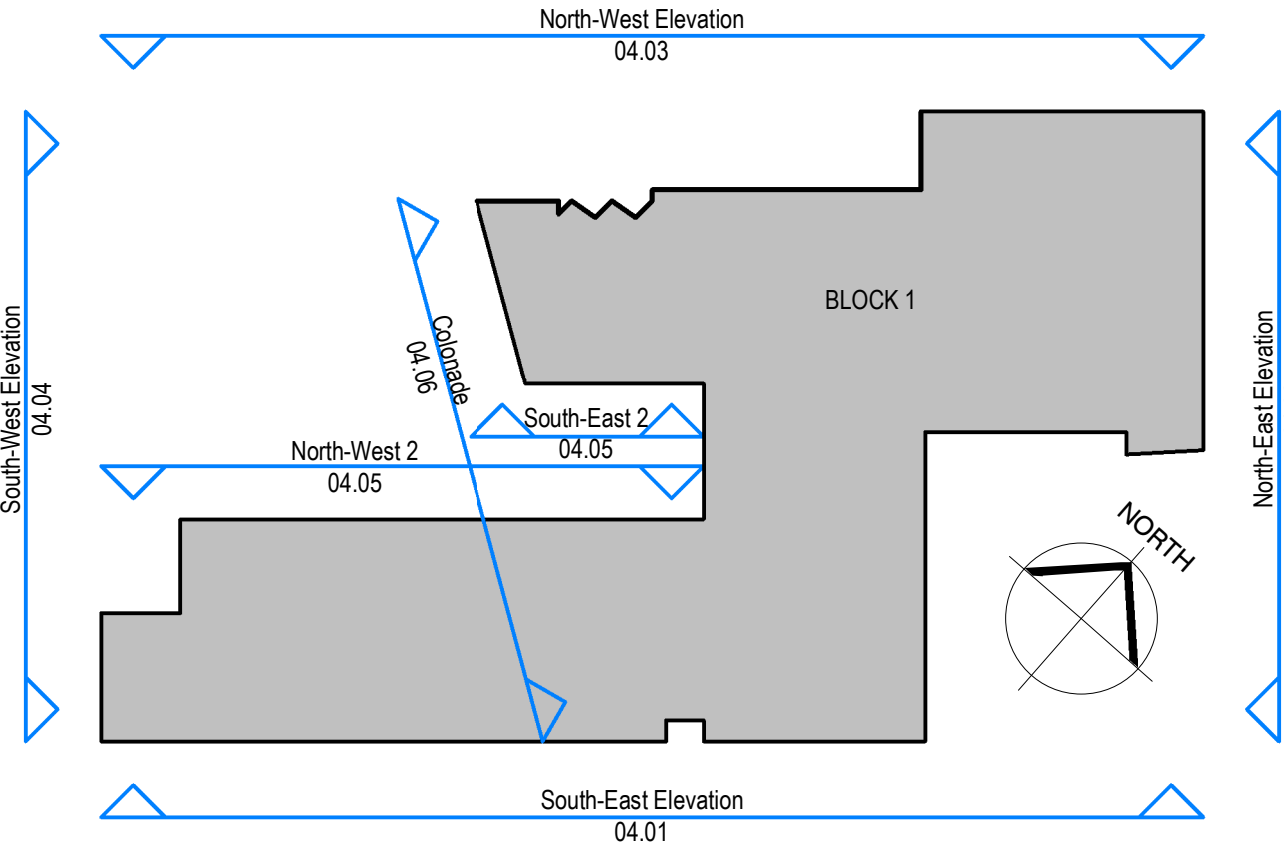 North-West Elevation
04.03
BLOCK 1
Colonade
04.06
South-West Elevation
04.04
North-East Elevation
South-East 2
04.05
North-West 2
04.05
NORTH
South-East Elevation
04.01